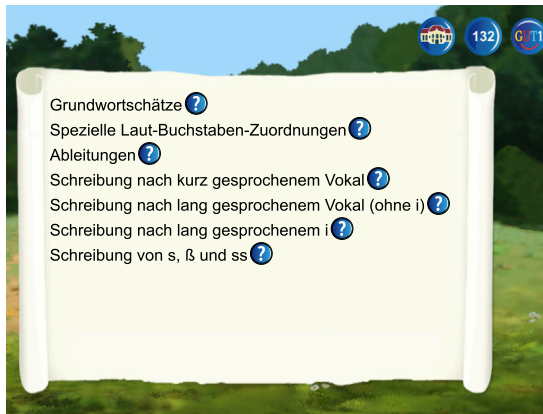 132 GUT1
Grundwortschätze ?
Spezielle Laut-Buchstaben-Zuordnungen ?
Ableitungen ?
Schreibung nach kurz gesprochenem Vokal ?
Schreibung nach lang gesprochenem Vokal (ohne i) ?
Schreibung nach lang gesprochenem i ?
Schreibung von s, ß und ss ?